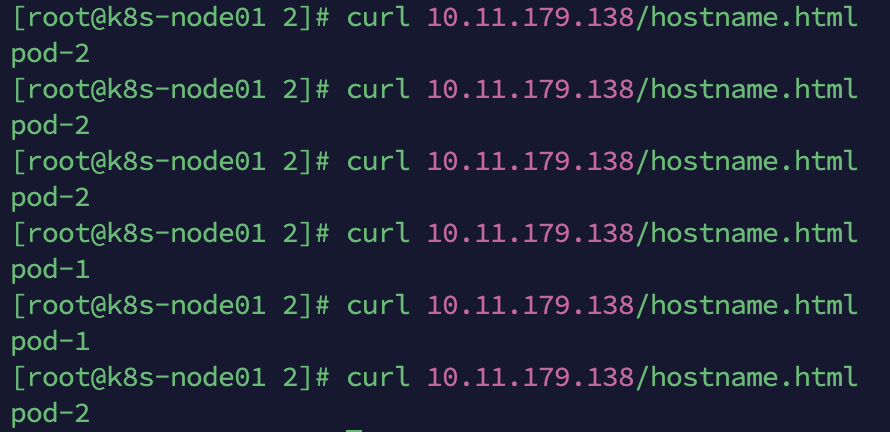 [root@k8s-node01 2]# curl 10.11.179.138/hostname.html
pod-2
[root@k8s-node01 2]# curl 10.11.179.138/hostname.html
pod-2
[root@k8s-node01 2]# curl 10.11.179.138/hostname.html
pod-2
[root@k8s-node01 2]# curl 10.11.179.138/hostname.html
pod-1
[root@k8s-node01 2]# curl 10.11.179.138/hostname.html
pod-1
[root@k8s-node01 2]# curl 10.11.179.138/hostname.html
pod-2